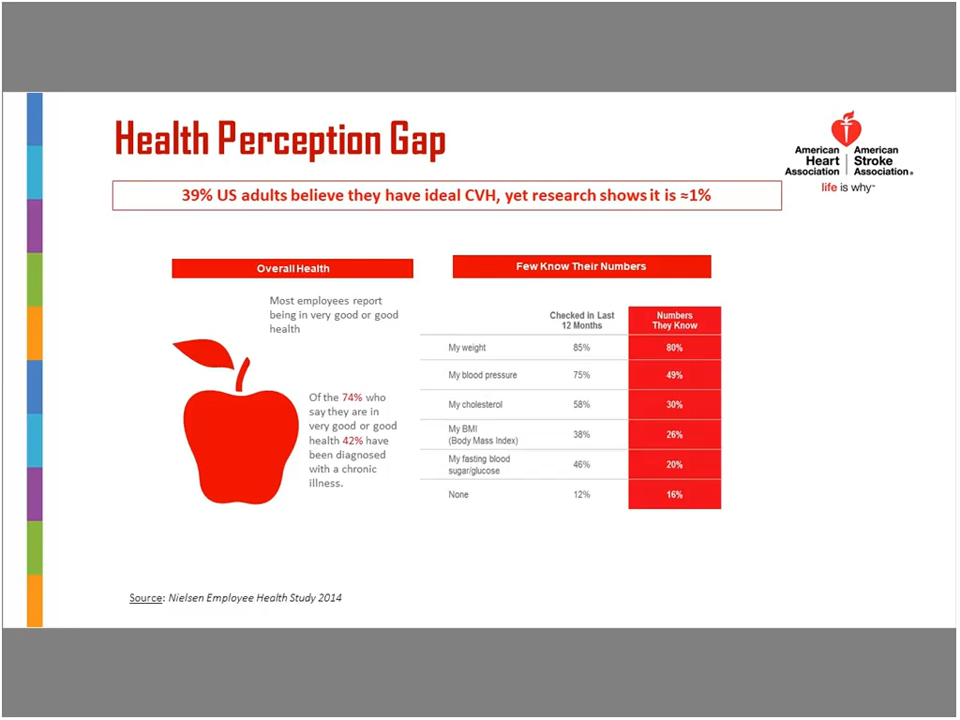 Health Perception Gap
American
Heart
Association
American
Stroke
Association®
life is why™
39% US adults believe they have ideal CVH, yet research shows it is ≈1%
Overall Health
Most employees report
being in very good or good
health
Of the 74% who
say they are in
very good or good
health 42% have
been diagnosed
with a chronic
illness.
Few Know Their Numbers
Checked in Last
12 Months
Numbers
They Know
My weight 85% 80%
My blood pressure 75% 49%
My cholesterol 58% 30%
My BMI
(Body Mass Index) 38% 26%
My fasting blood
sugar/glucose 46% 20%
None 12% 16%
Source: Nielsen Employee Health Study 2014